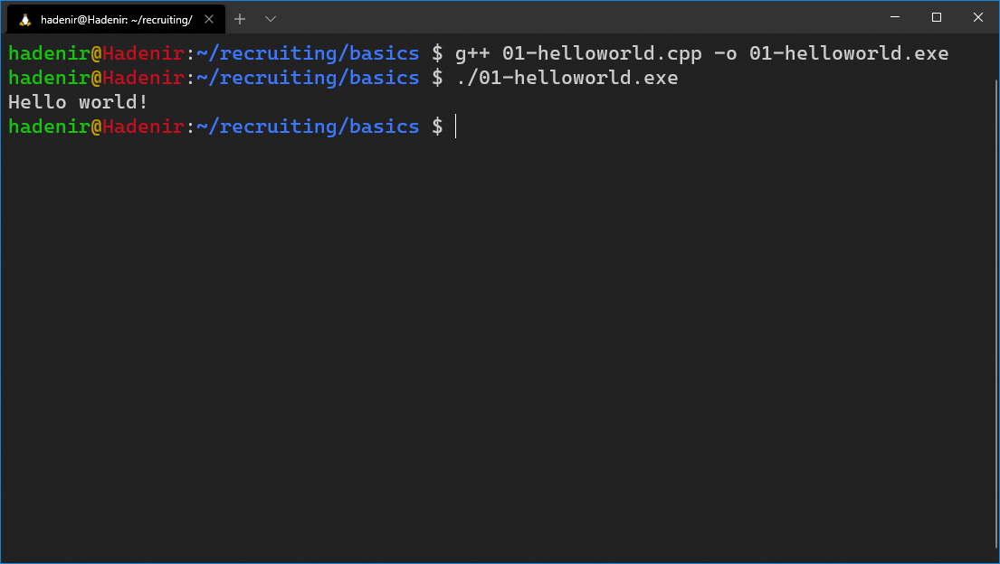 hadenir@Hadenir: ~/recruiting/
hadenir@Hadenir:~/recruiting/basics $ g++ 01-helloworld.cpp -o 01-helloworld.exe
hadenir@Hadenir:~/recruiting/basics $ ./01-helloworld.exe
Hello world!
hadenir@Hadenir:~/recruiting/basics $